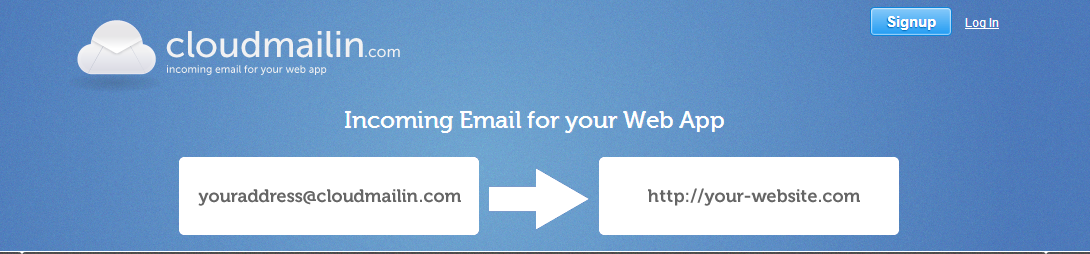 Signup
Log In
cloudmailin.com
incoming email for your web app
Incoming Email for your Web App
youraddress@cloudmailin.com
http://your-website.com